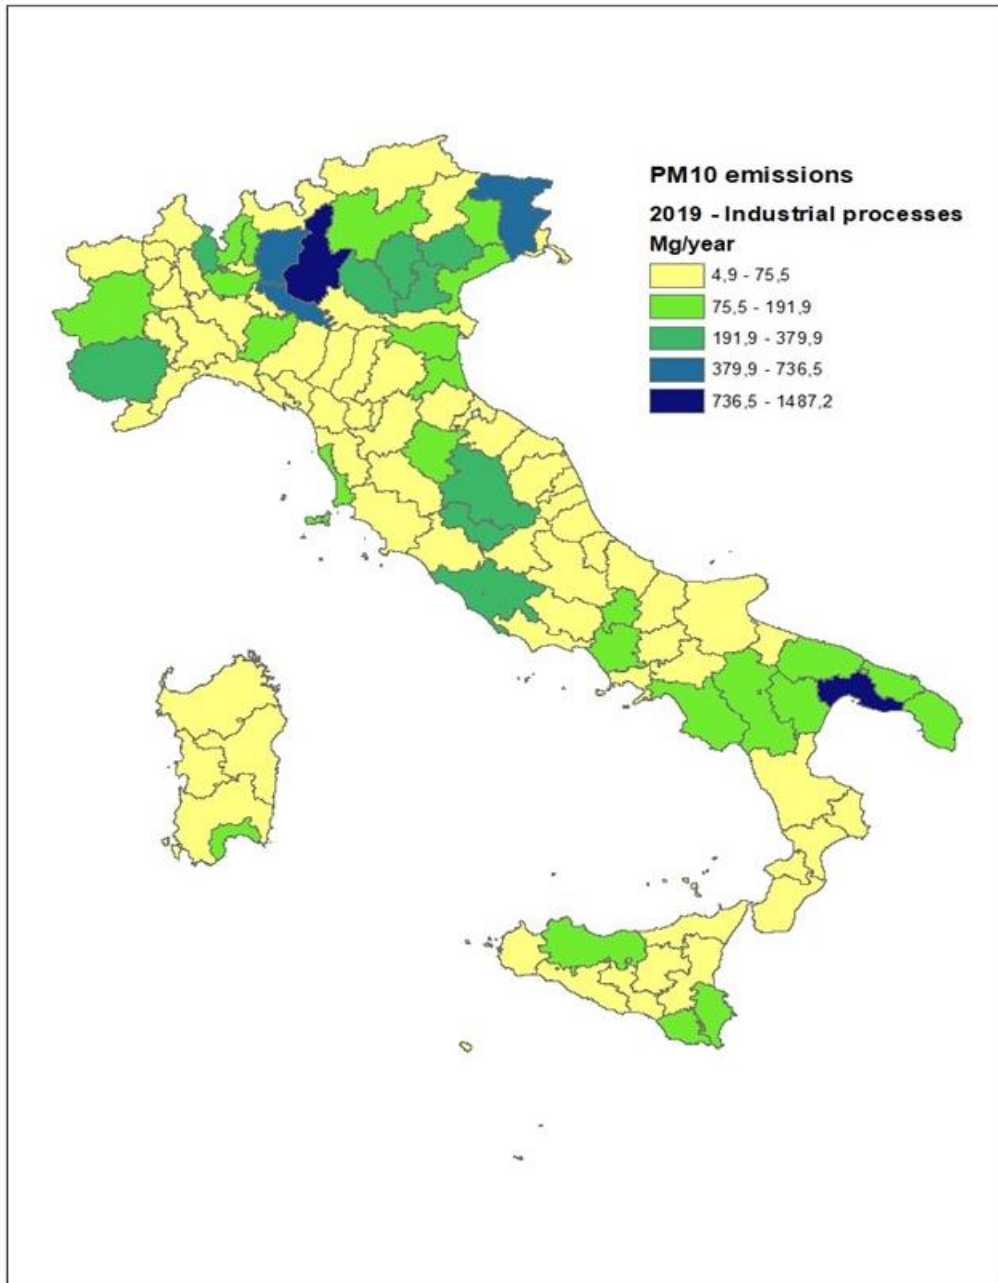 PM10 emissions
2019 - Industrial processes
Mg/year
4,9 - 75,5
75,5 - 191,9
191,9 - 379,9
379,9 - 736,5
736,5 - 1487,2